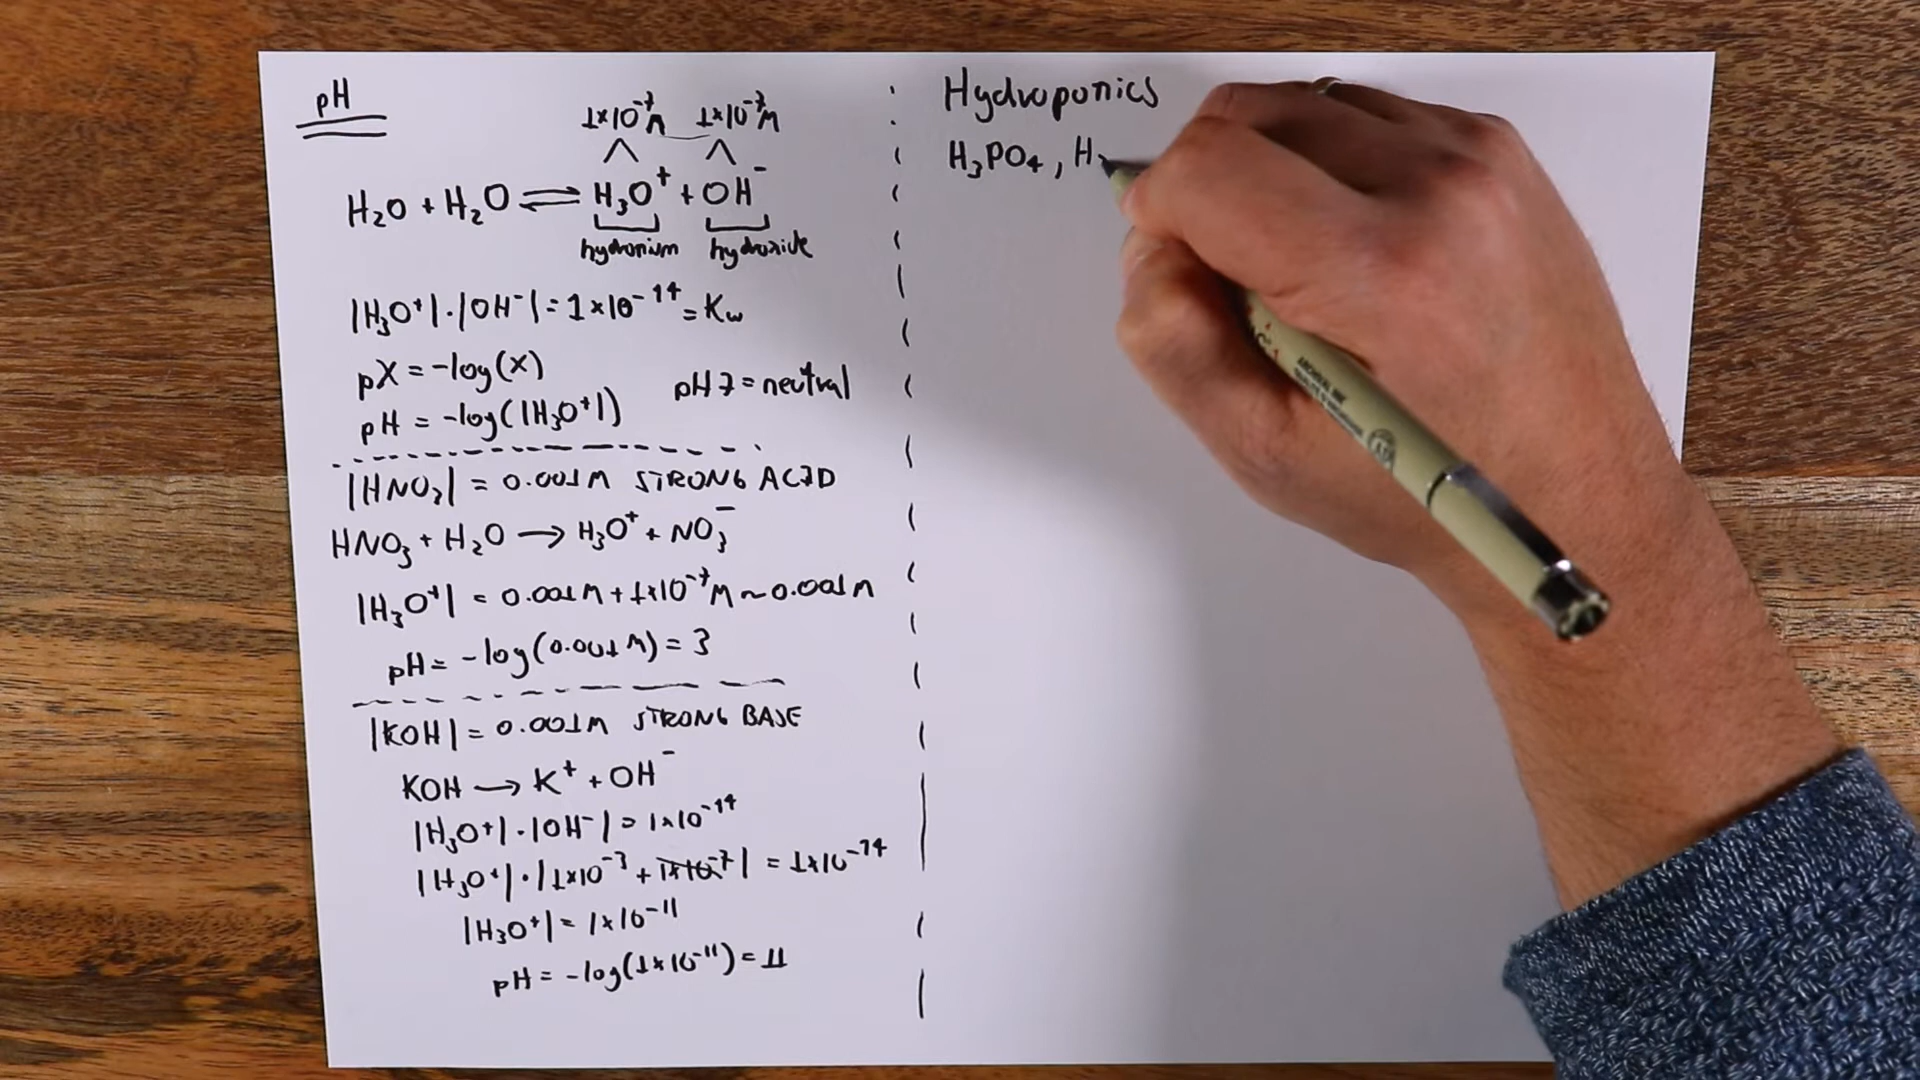 pH
1×10⁻⁷M 1×10⁻⁷M
H₂O + H₂O ⇌ H₃O⁺ + OH⁻
hydronium hydroxide
|H₃O⁺|·|OH⁻| = 1×10⁻¹⁴ = Kw
pX = -log(x)
pH 7 = neutral
pH = -log(|H₃O⁺|)
|HNO₃| = 0.001M STRONG ACID
HNO₃ + H₂O → H₃O⁺ + NO₃⁻
|H₃O⁺| = 0.001M + 1×10⁻⁷M ~ 0.001M
pH = -log(0.001M) = 3
|KOH| = 0.001M STRONG BASE
KOH → K⁺ + OH⁻
|H₃O⁺|·|OH⁻| = 1×10⁻¹⁴
|H₃O⁺|·|1×10⁻³ + 1×10⁻⁷| = 1×10⁻¹⁴
|H₃O⁺| = 1×10⁻¹¹
pH = -log(1×10⁻¹¹) = 11
Hydroponics
H₃PO₄, H